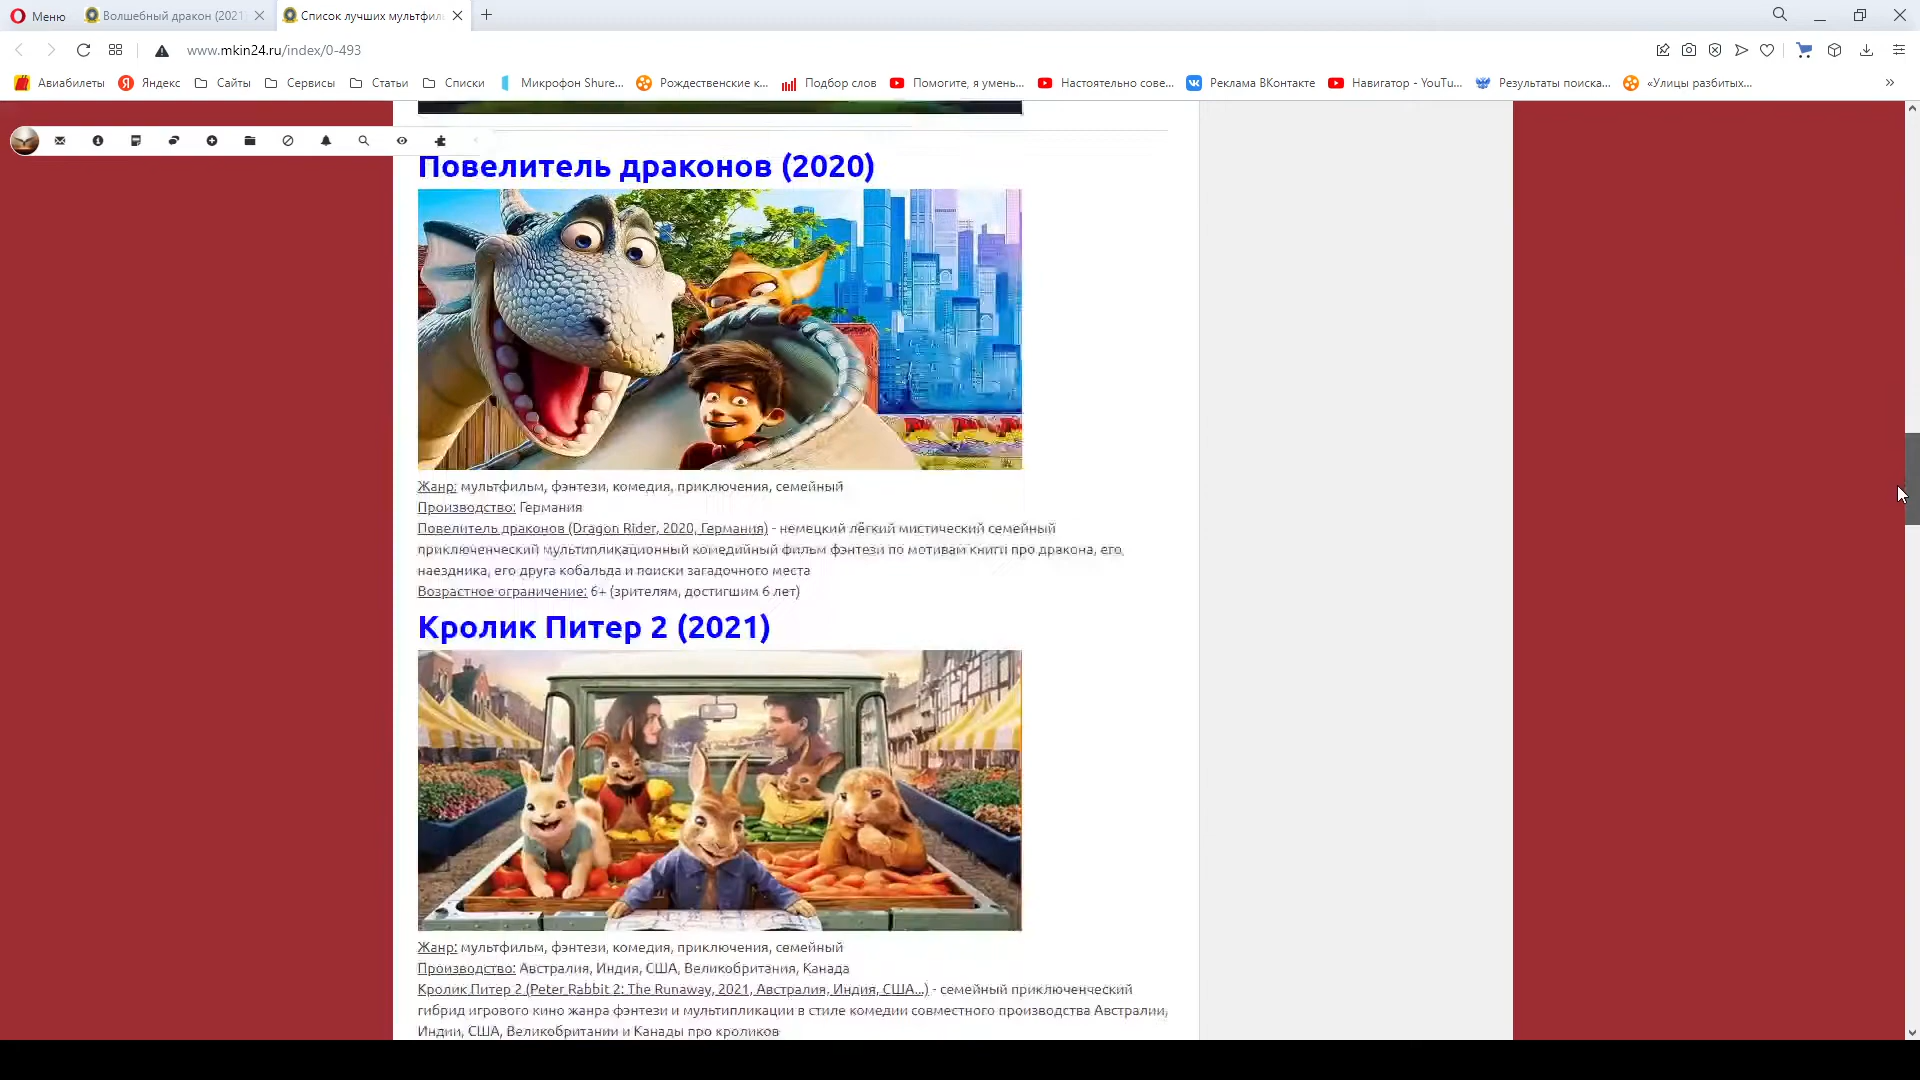 Меню
Волшебный дракон (2021
Список лучших мультфил
www.mkin24.ru/index/0-493
Авиабилеты
Яндекс
Сайты
Сервисы
Статьи
Списки
Микрофон Shure...
Рождественские к...
Подбор слов
Помогите, я умень...
Настоятельно сове...
Реклама ВКонтакте
Навигатор - YouTu...
Результаты поиска...
«Улицы разбитых...
Повелитель драконов (2020)
Жанр: мультфильм, фэнтези, комедия, приключения, семейный
Производство: Германия
Повелитель драконов (Dragon Rider, 2020, Германия) - немецкий лёгкий мистический семейный
приключенческий мультипликационный комедийный фильм фэнтези по мотивам книги про дракона, его
наездника, его друга кобальда и поиски загадочного места
Возрастное ограничение: 6+ (зрителям, достигшим 6 лет)
Кролик Питер 2 (2021)
Жанр: мультфильм, фэнтези, комедия, приключения, семейный
Производство: Австралия, Индия, США, Великобритания, Канада
Кролик Питер 2 (Peter Rabbit 2: The Runaway, 2021, Австралия, Индия, США...) - семейный приключенческий
гибрид игрового кино жанра фэнтези и мультипликации в стиле комедии совместного производства Австралии,
Индии, США, Великобритании и Канады про кроликов